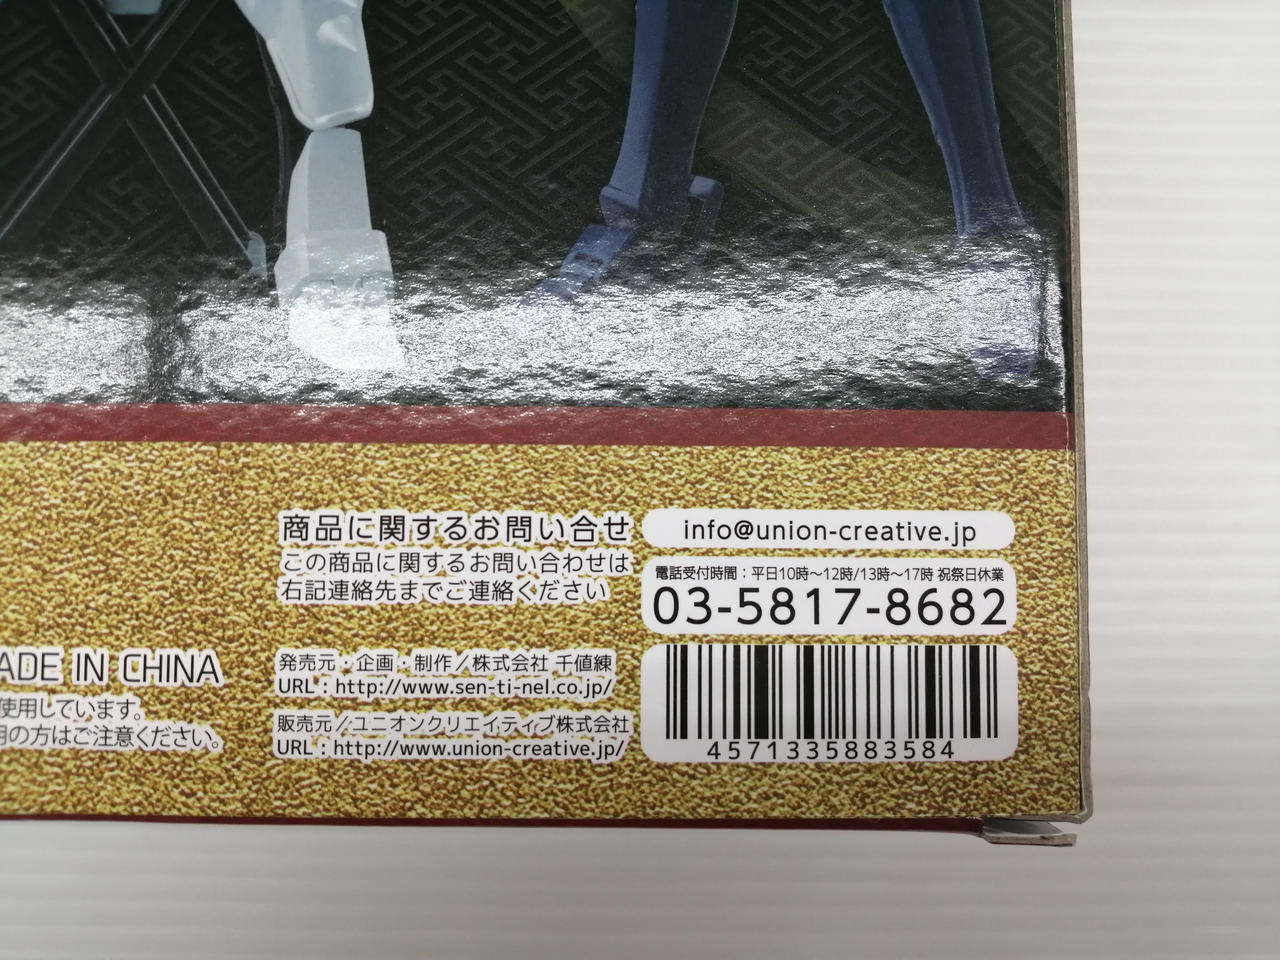 商品に関するお問い合せ
この商品に関するお問い合わせは
右記連絡先までご連絡ください
info@union-creative.jp
電話受付時間：平日10時～12時/13時～17時 祝祭日休業
03-5817-8682
ADE IN CHINA
使用しています。
用の方はご注意ください。
発売元・企画・制作／株式会社 千値練
URL：http://www.sen-ti-nel.co.jp/
販売元／ユニオンクリエイティブ株式会社
URL：http://www.union-creative.jp/
4571335883584